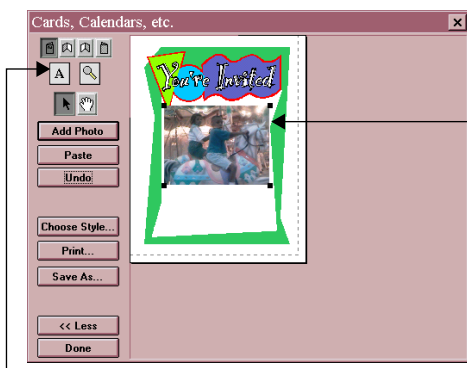 Cards, Calendars, etc.
A
You're Invited
Add Photo
Paste
Undo
Choose Style...
Print...
Save As...
<< Less
Done